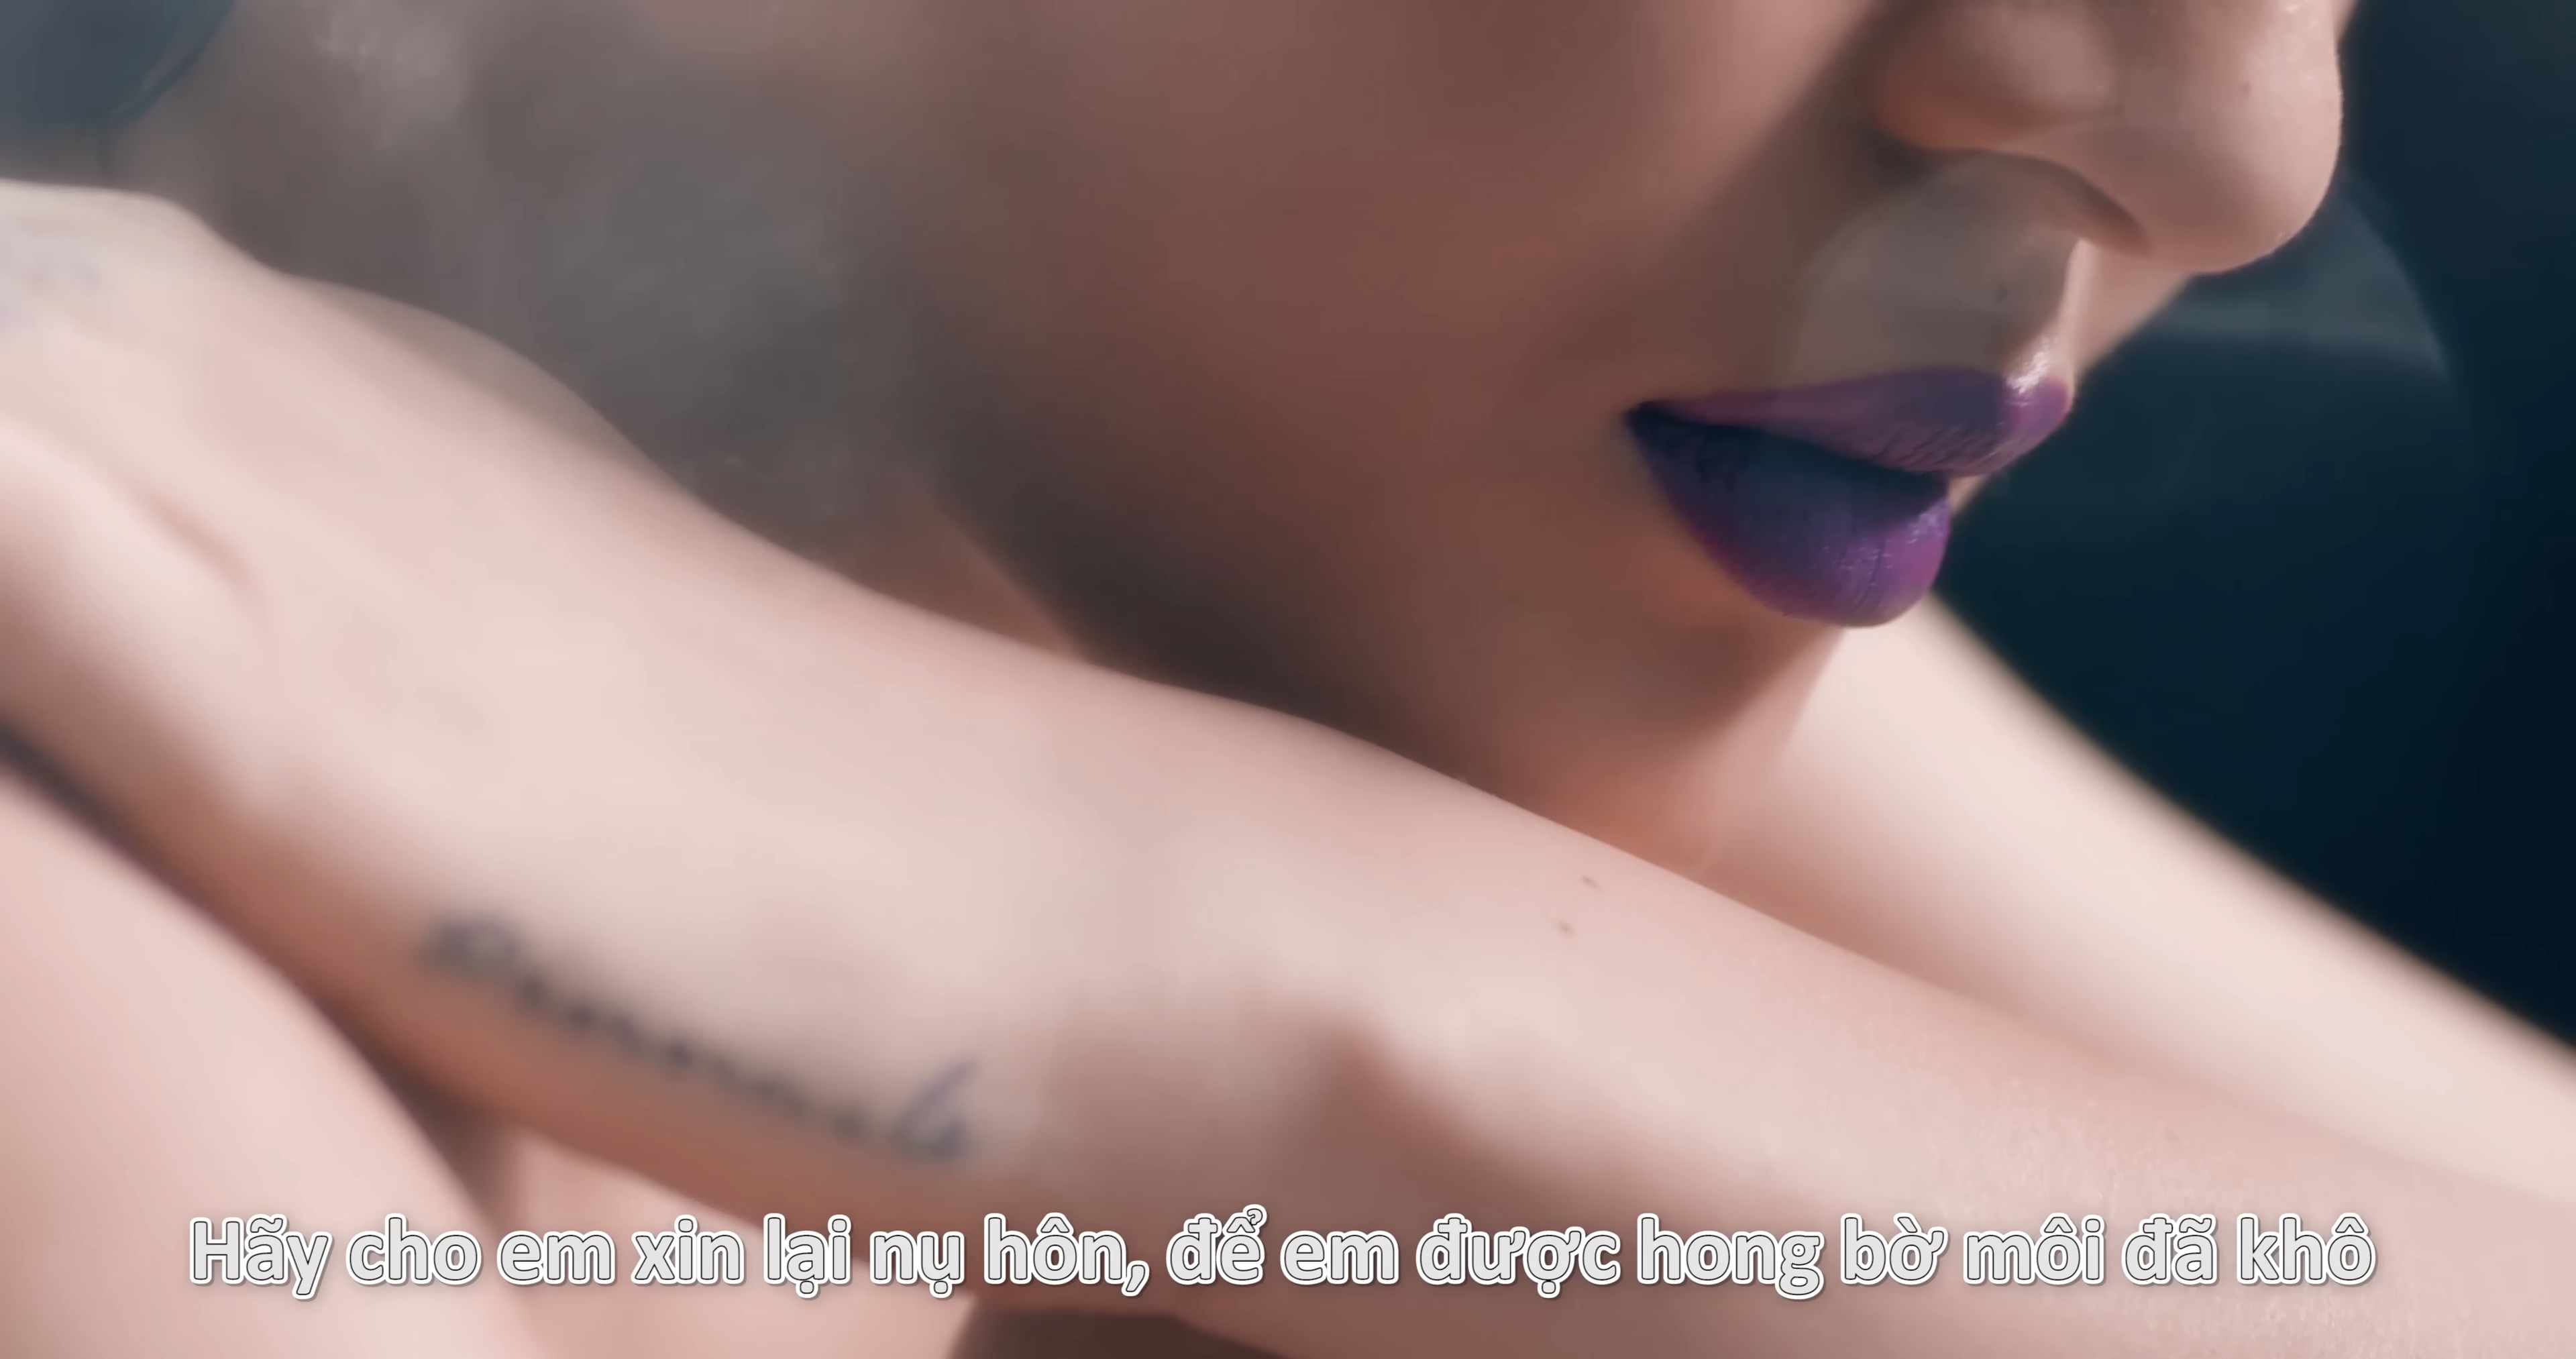 Hãy cho em xin lại nụ hôn, để em được hong bờ môi đã khô